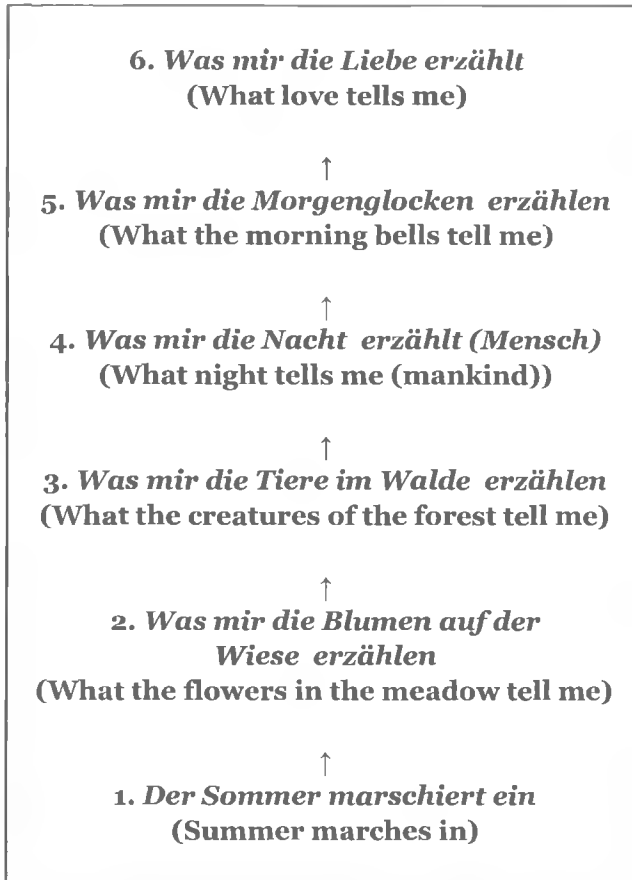 6. Was mir die Liebe erzählt
(What love tells me)
↑
5. Was mir die Morgenglocken erzählen
(What the morning bells tell me)
↑
4. Was mir die Nacht erzählt (Mensch)
(What night tells me (mankind))
↑
3. Was mir die Tiere im Walde erzählen
(What the creatures of the forest tell me)
↑
2. Was mir die Blumen auf der
Wiese erzählen
(What the flowers in the meadow tell me)
↑
1. Der Sommer marschiert ein
(Summer marches in)